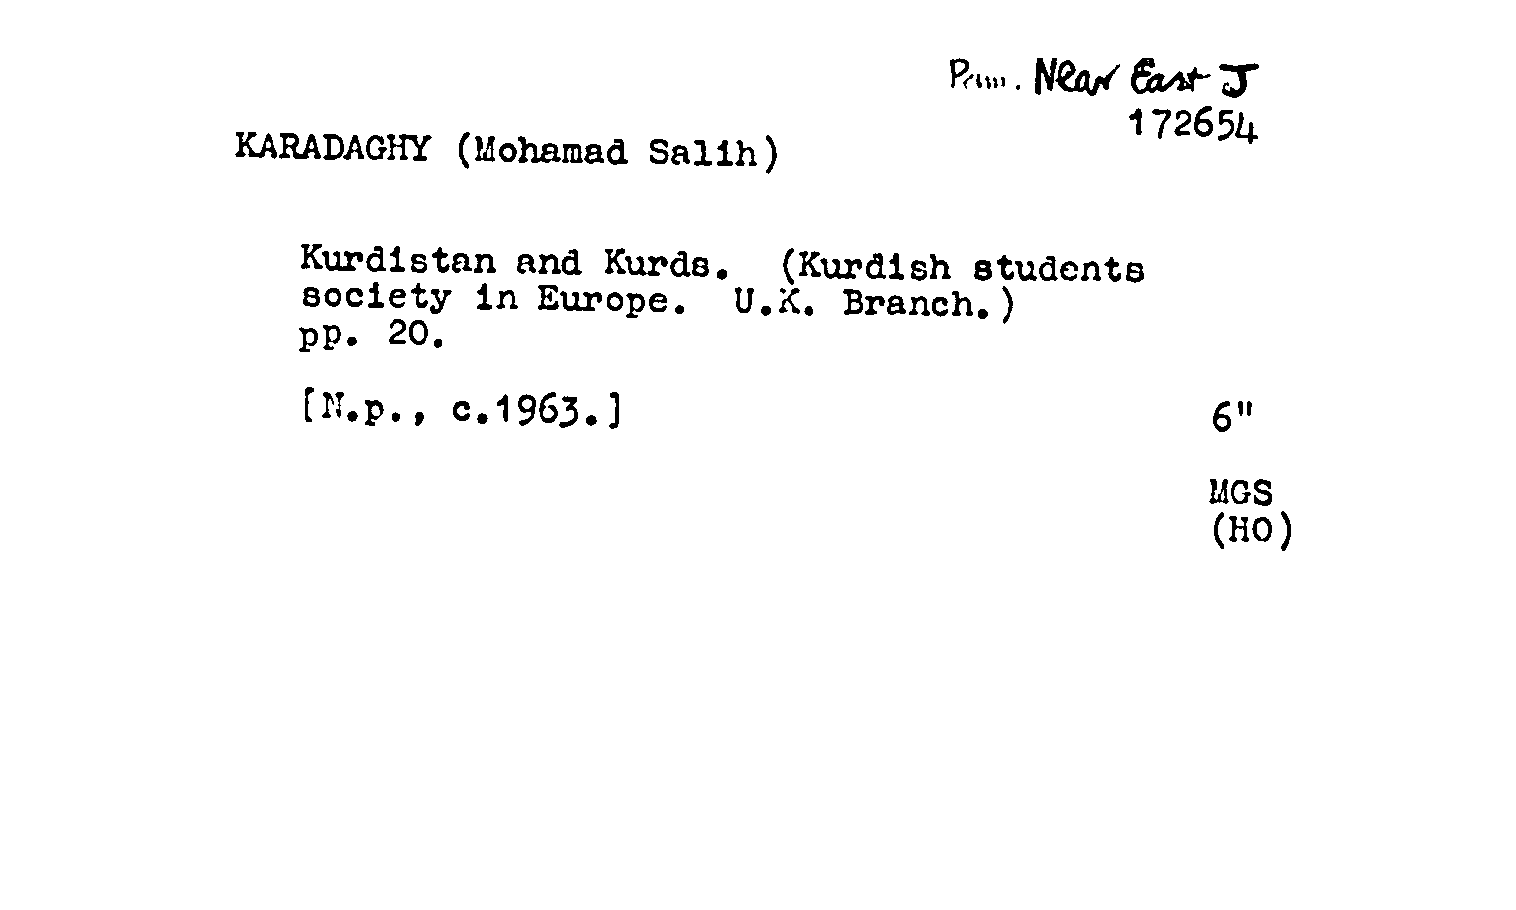 Pam. Near East J
172654
KARADAGHY (Mohamad Salih)
Kurdistan and Kurds. (Kurdish students
society in Europe. U.K. Branch.)
pp. 20.
[N.p., c.1963.]
6"
MGS
(HO)